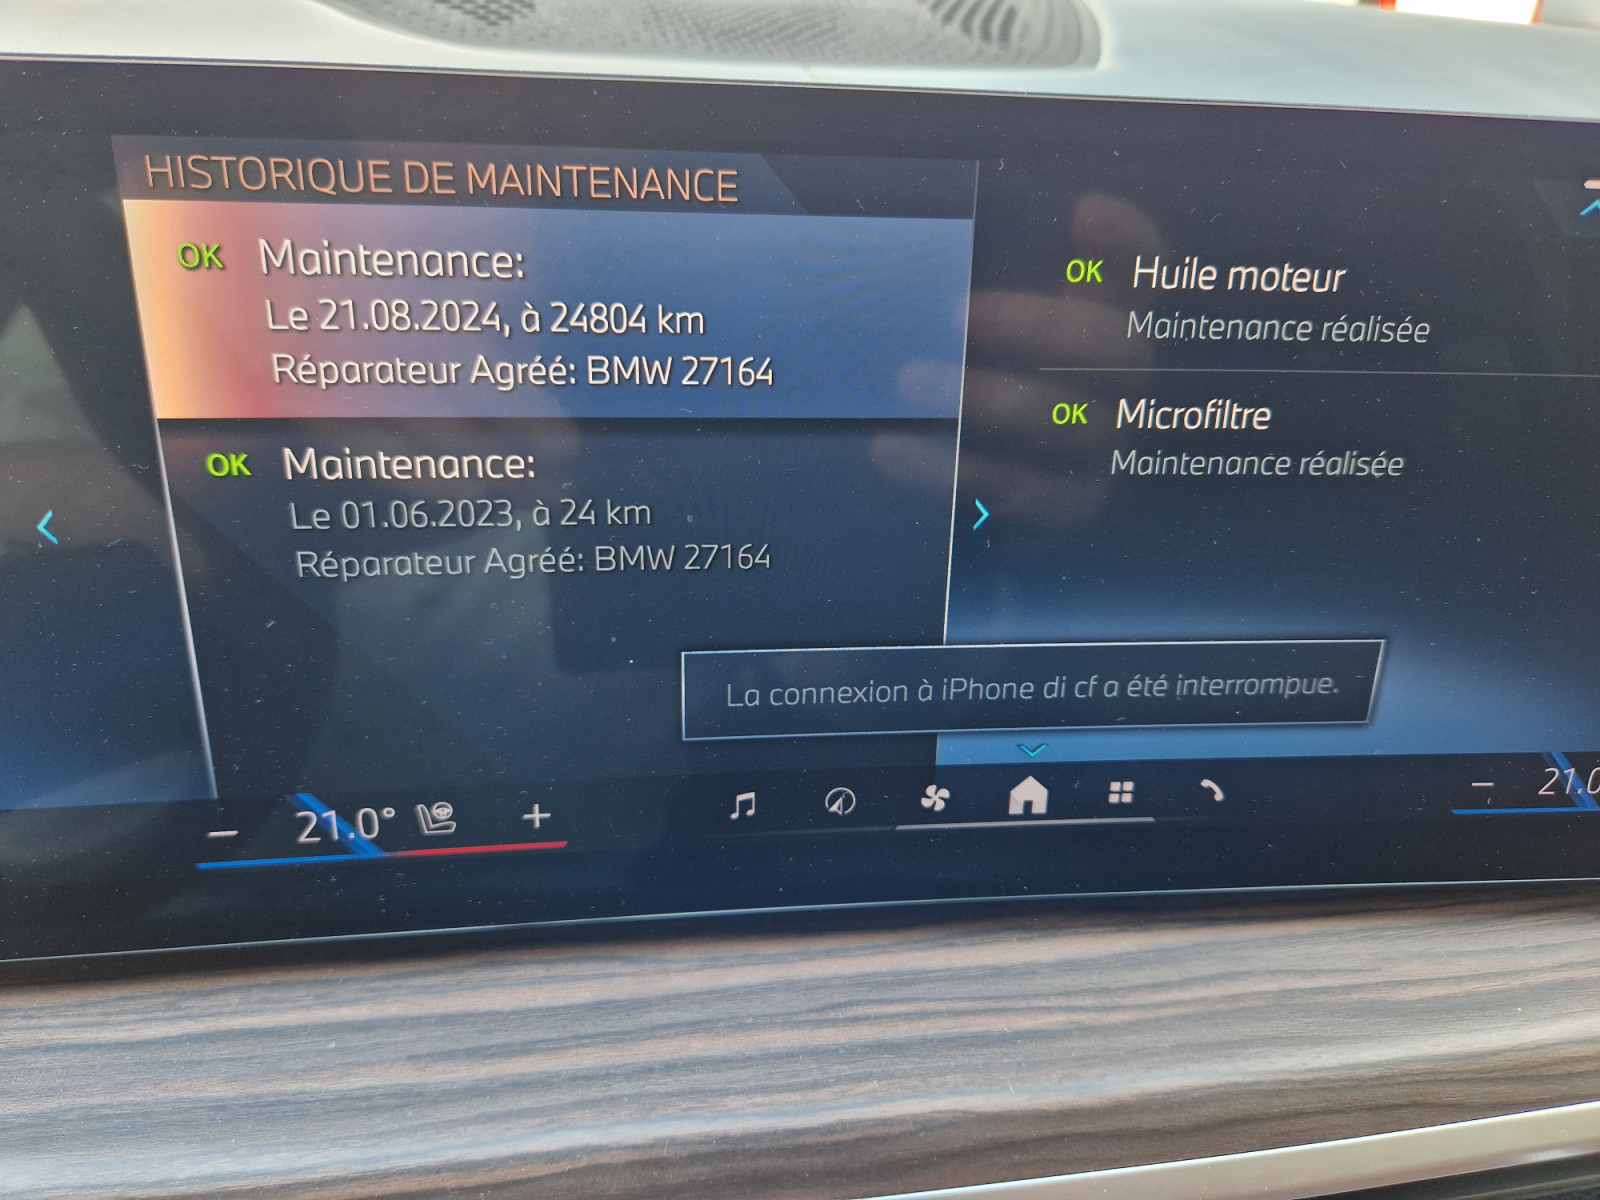 HISTORIQUE DE MAINTENANCE
OK Maintenance:
Le 21.08.2024, à 24804 km
Réparateur Agréé: BMW 27164
OK Maintenance:
Le 01.06.2023, à 24 km
Réparateur Agréé: BMW 27164
OK Huile moteur
Maintenance réalisée
OK Microfiltre
Maintenance réalisée
La connexion à iPhone di cf a été interrompue.
− 21.0° +
− 21.0